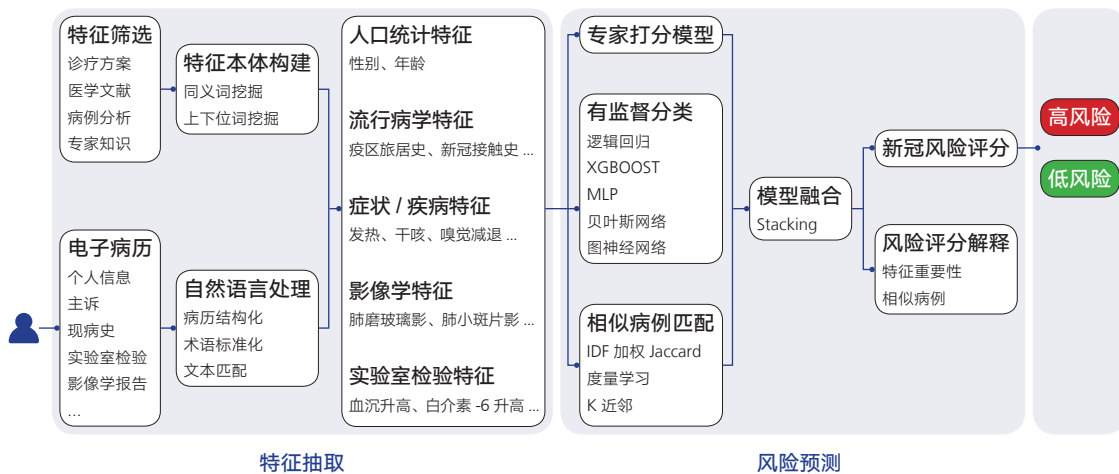 特征筛选
诊疗方案
医学文献
病例分析
专家知识
特征本体构建
同义词挖掘
上下位词挖掘
电子病历
个人信息
主诉
现病史
实验室检验
影像学报告
...
自然语言处理
病历结构化
术语标准化
文本匹配
人口统计特征
性别、年龄
流行病学特征
疫区旅居史、新冠接触史 ...
症状 / 疾病特征
发热、干咳、嗅觉减退 ...
影像学特征
肺磨玻璃影、肺小斑片影 ...
实验室检验特征
血沉升高、白介素 -6 升高 ...
特征抽取
专家打分模型
有监督分类
逻辑回归
XGBOOST
MLP
贝叶斯网络
图神经网络
相似病例匹配
IDF 加权 Jaccard
度量学习
K 近邻
模型融合
Stacking
新冠风险评分
风险评分解释
特征重要性
相似病例
风险预测
高风险
低风险